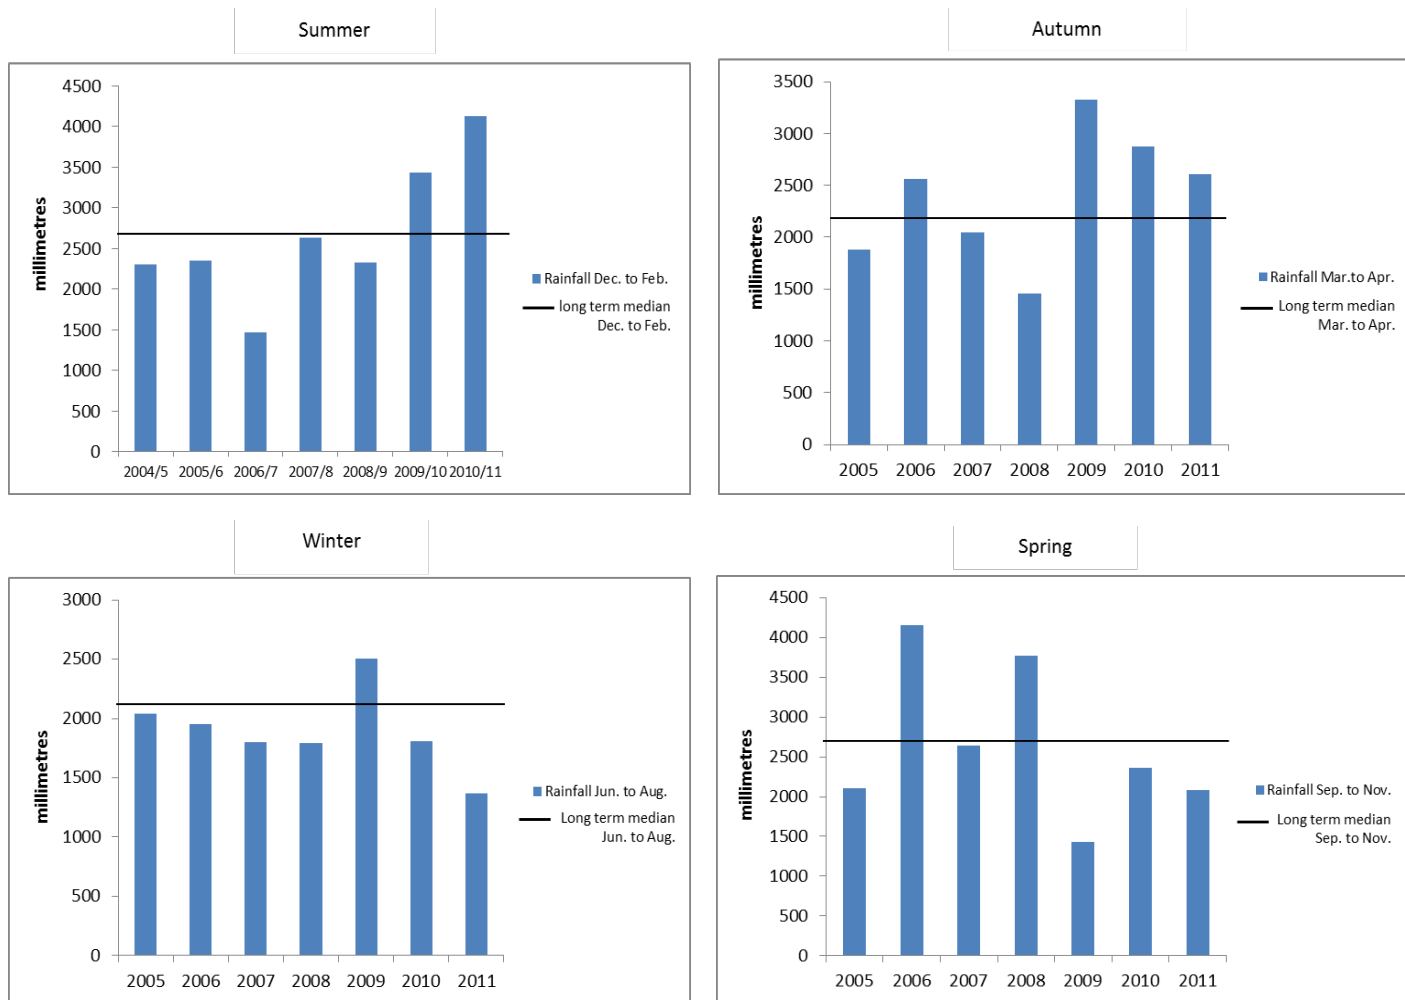 Summer
4500
4000
3500
3000
2500
2000
1500
1000
500
0
millimetres
2004/5 2005/6 2006/7 2007/8 2008/9 2009/10 2010/11
Rainfall Dec. to Feb.
long term median
Dec. to Feb.
Autumn
3500
3000
2500
2000
1500
1000
500
0
millimetres
2005 2006 2007 2008 2009 2010 2011
Rainfall Mar.to Apr.
Long term median
Mar. to Apr.
Winter
3000
2500
2000
1500
1000
500
0
millimetres
2005 2006 2007 2008 2009 2010 2011
Rainfall Jun. to Aug.
Long term median
Jun. to Aug.
Spring
4500
4000
3500
3000
2500
2000
1500
1000
500
0
millimetres
2005 2006 2007 2008 2009 2010 2011
Rainfall Sep. to Nov.
Long term median
Sep. to Nov.